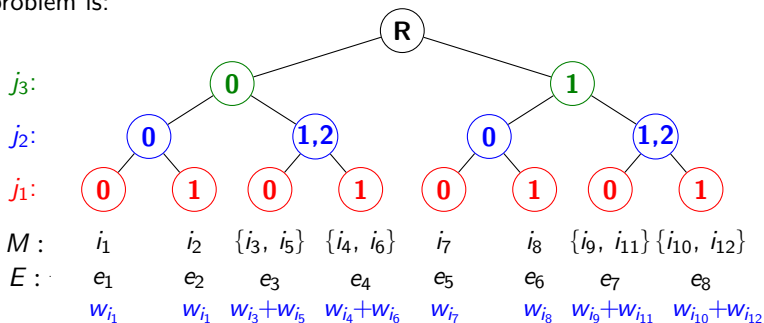 problem is:
R
j3: 0 1
j2: 0 1,2 0 1,2
j1: 0 1 0 1 0 1 0 1
M : i1 i2 {i3, i5} {i4, i6} i7 i8 {i9, i11} {i10, i12}
E : e1 e2 e3 e4 e5 e6 e7 e8
wi1 wi1 wi3+wi5 wi4+wi6 wi7 wi8 wi9+wi11 wi10+wi12